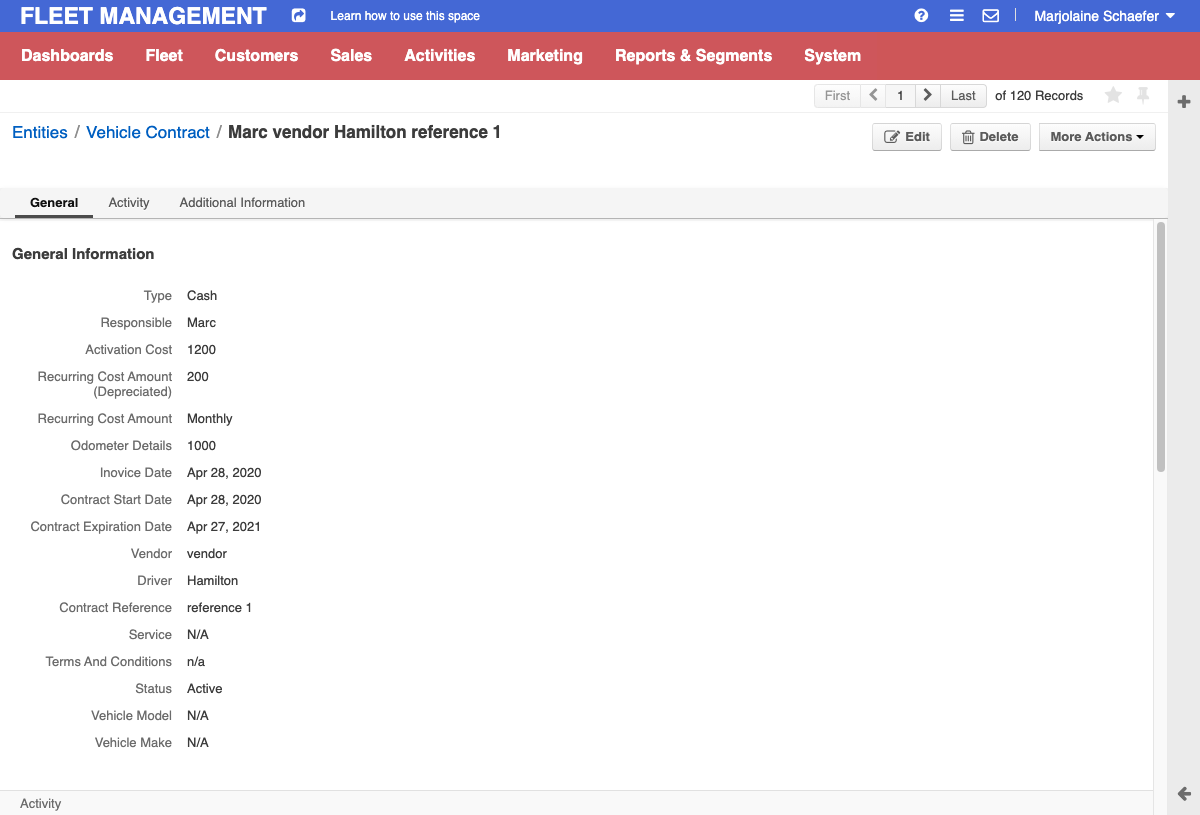 FLEET MANAGEMENT Learn how to use this space Marjolaine Schaefer
Dashboards Fleet Customers Sales Activities Marketing Reports & Segments System
First 1 Last of 120 Records
Entities / Vehicle Contract / Marc vendor Hamilton reference 1
Edit Delete More Actions
General Activity Additional Information
General Information
Type Cash
Responsible Marc
Activation Cost 1200
Recurring Cost Amount 200
(Depreciated)
Recurring Cost Amount Monthly
Odometer Details 1000
Inovice Date Apr 28, 2020
Contract Start Date Apr 28, 2020
Contract Expiration Date Apr 27, 2021
Vendor vendor
Driver Hamilton
Contract Reference reference 1
Service N/A
Terms And Conditions n/a
Status Active
Vehicle Model N/A
Vehicle Make N/A
Activity